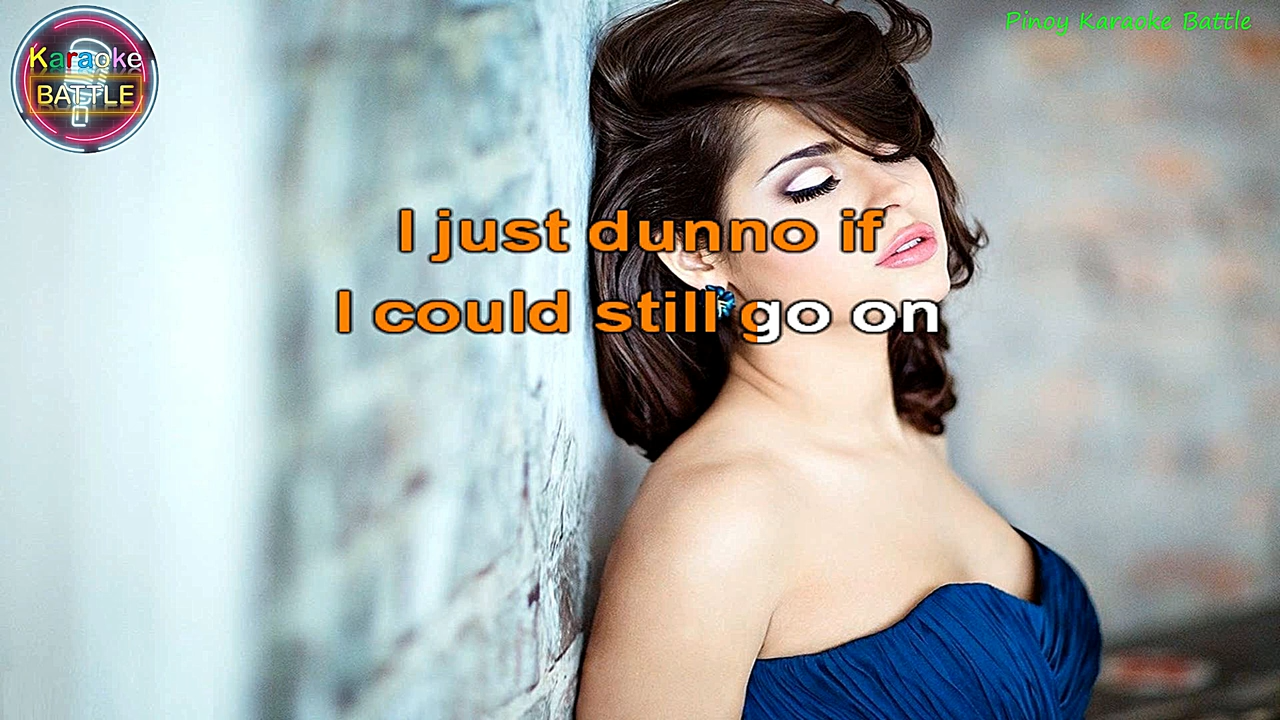 Karaoke
BATTLE
Pinoy Karaoke Battle
I just dunno if
I could still go on